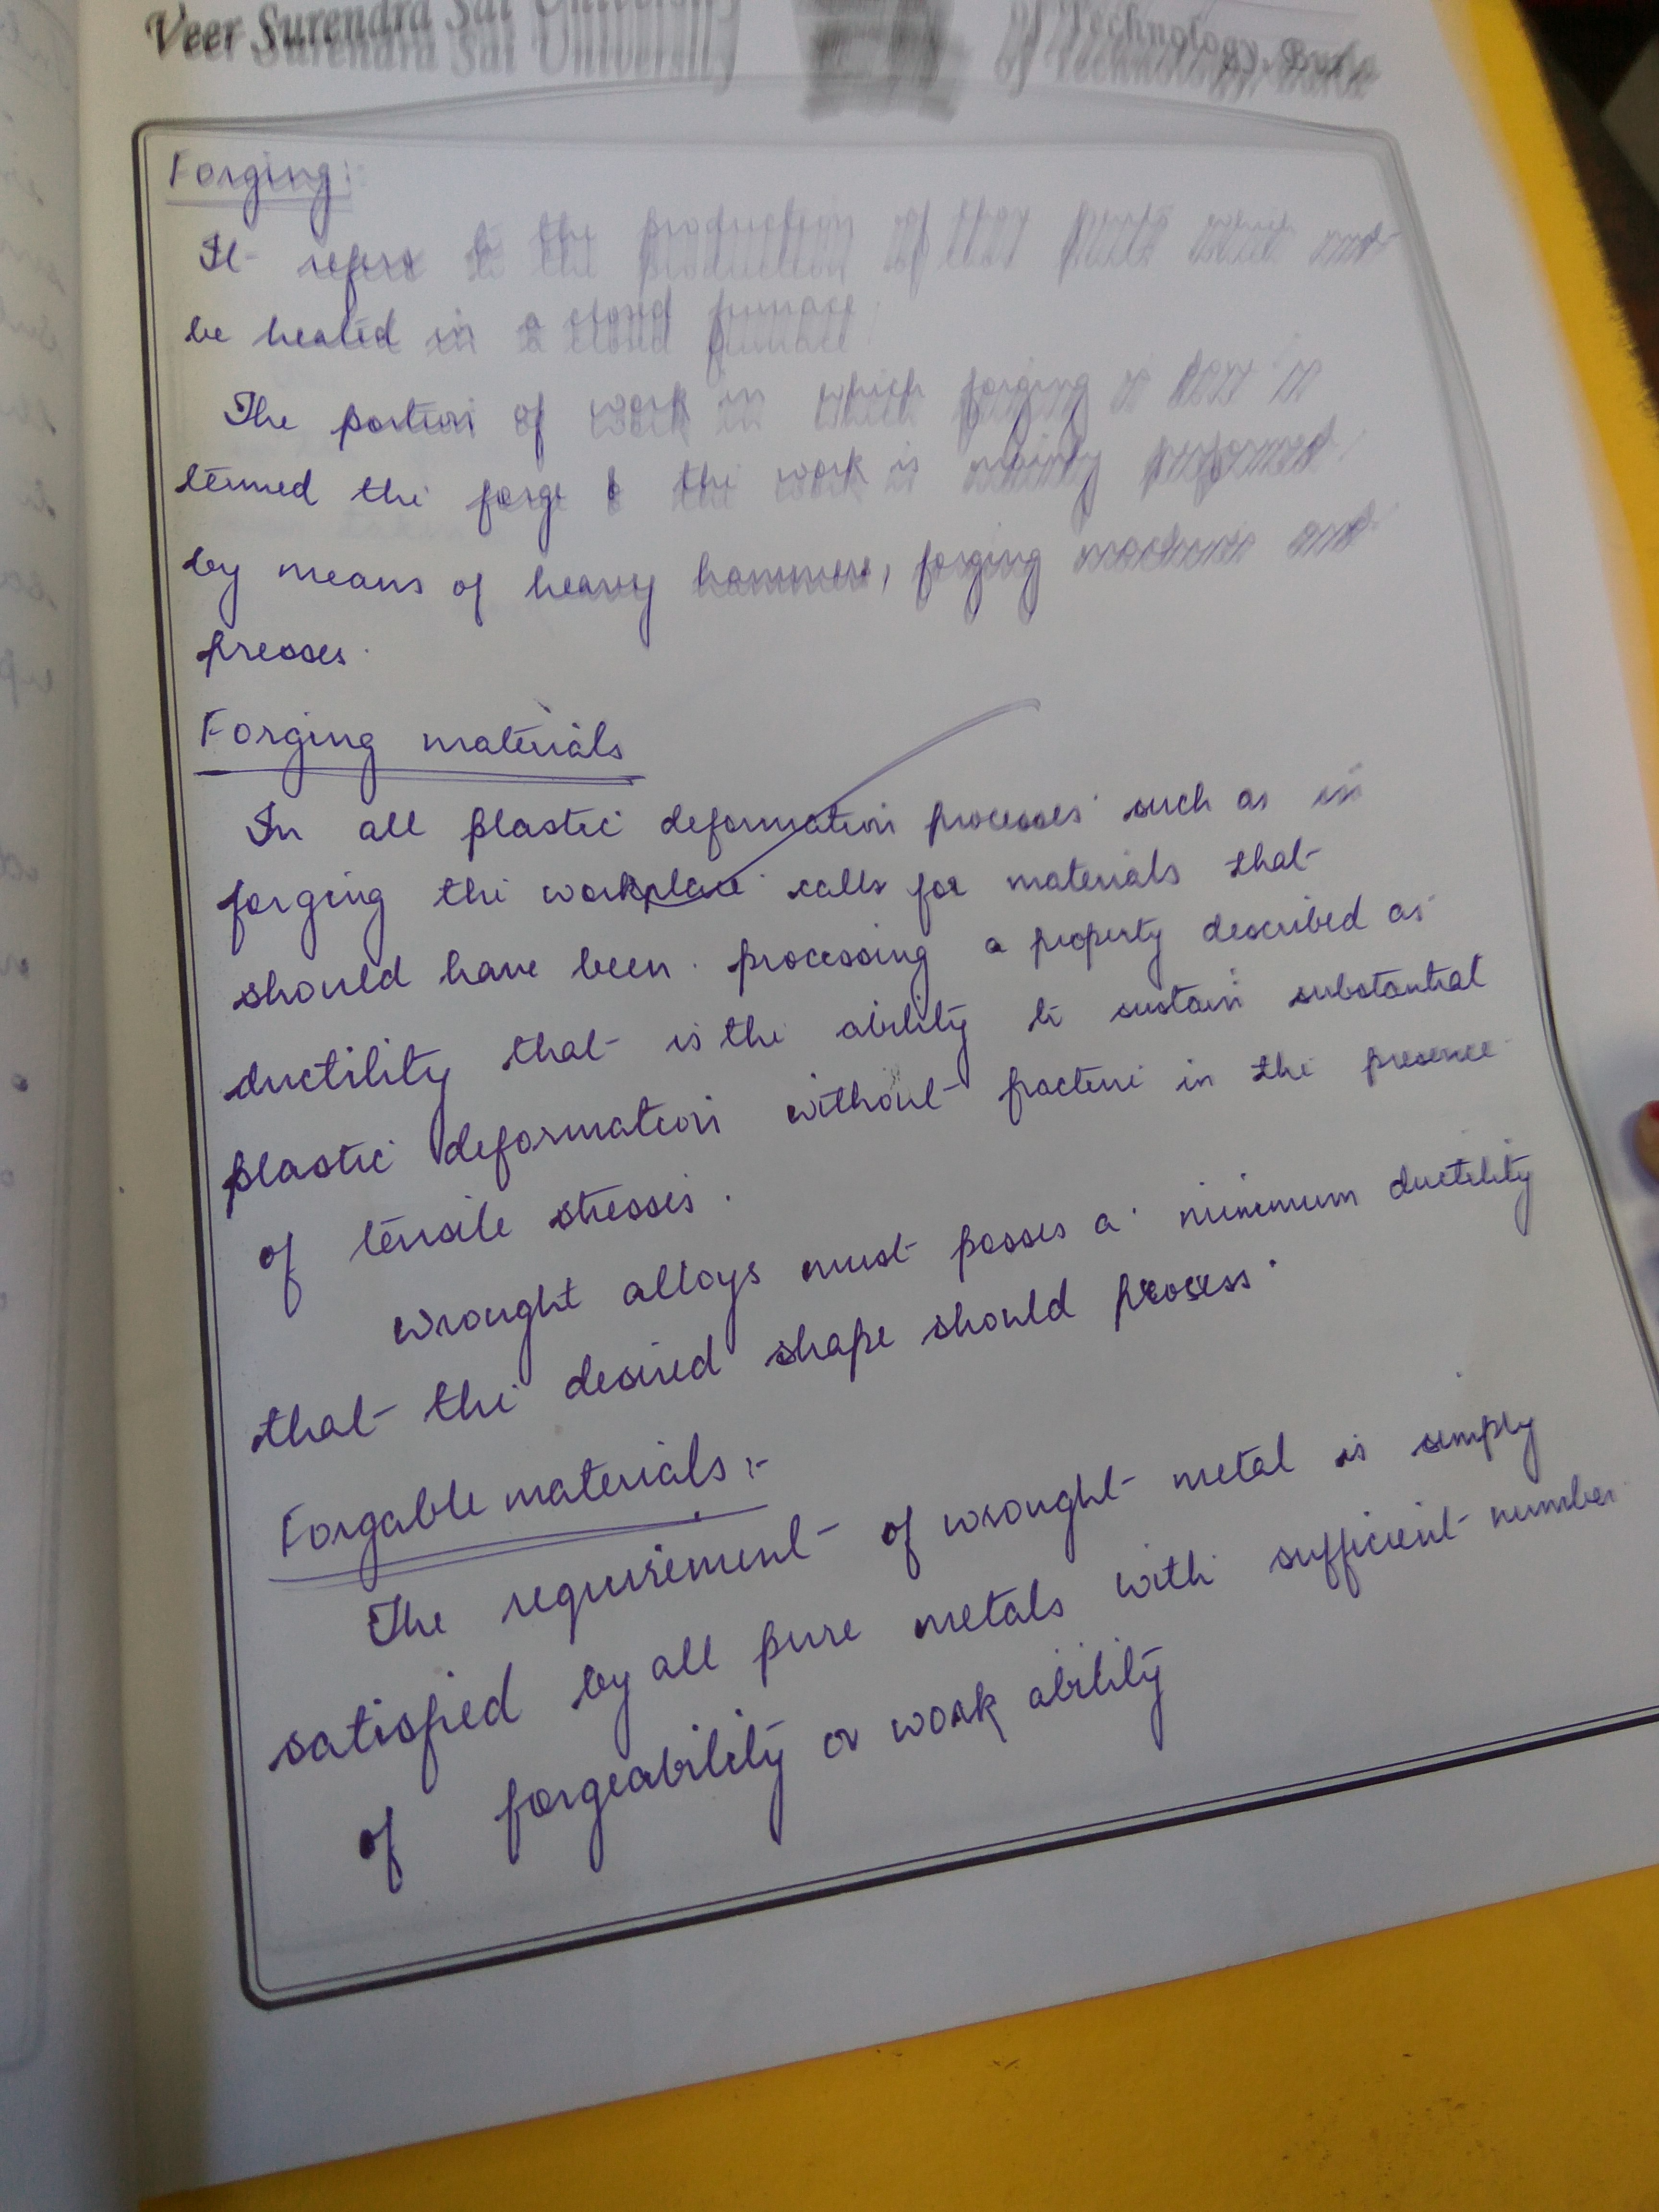 Veer Surendra Sai University of Technology, Burla
Forging:
It refers to the production of that parts which must
be heated in a closed furnace.
The portion of work in which forging is done is
termed the forge & the work is mainly performed
by means of heavy hammers, forging machines and
presses.
Forging materials
In all plastic deformation processes such as in
forging the workplace calls for materials that
should have been processing a property described as
ductility that is the ability to sustain substantial
plastic deformation without fracture in the presence
of tensile stresses.
Wrought alloys must posses a minimum ductility
that the desired shape should process.
Forgable materials :-
The requirement of wrought metal is simply
satisfied by all pure metals with sufficient number
of forgeability or work ability